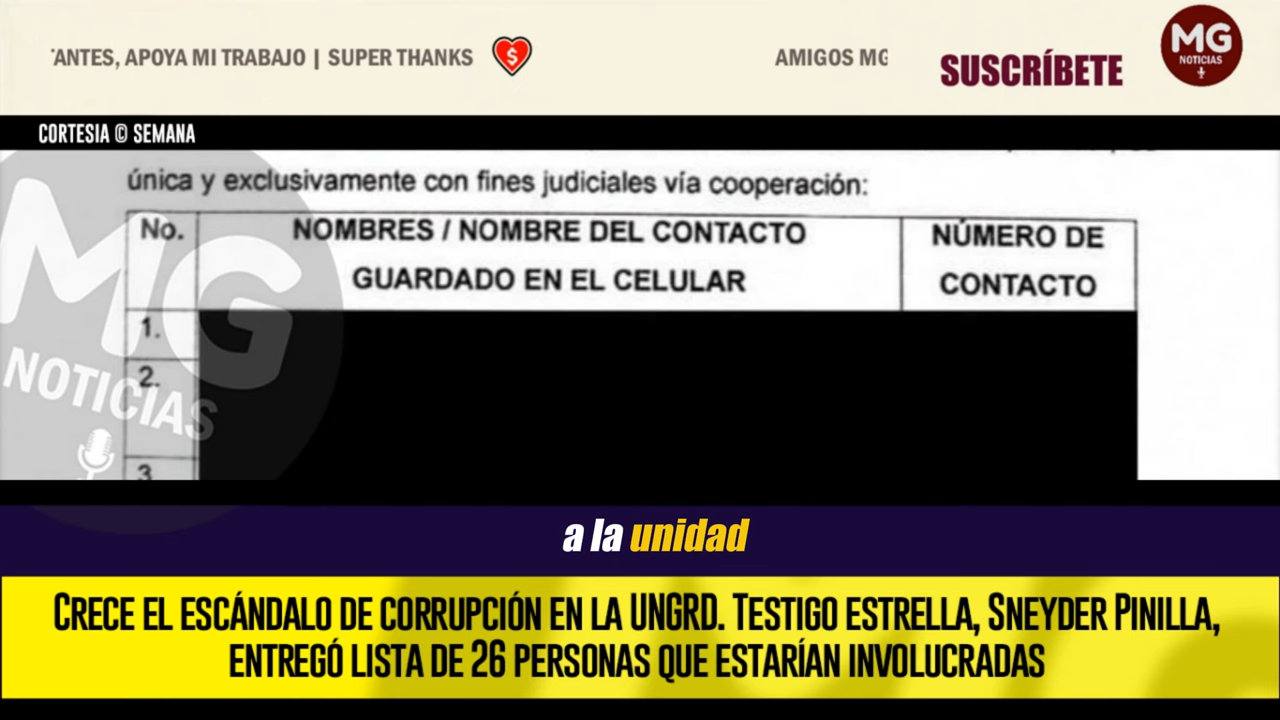 'ANTES, APOYA MI TRABAJO | SUPER THANKS
AMIGOS MG
SUSCRÍBETE
MG
NOTICIAS
CORTESIA © SEMANA
única y exclusivamente con fines judiciales vía cooperación:
No.
NOMBRES / NOMBRE DEL CONTACTO
GUARDADO EN EL CELULAR
NÚMERO DE
CONTACTO
1.
2.
3
MG
NOTICIAS
a la unidad
CRECE EL ESCÁNDALO DE CORRUPCIÓN EN LA UNGRD. TESTIGO ESTRELLA, SNEYDER PINILLA,
ENTREGÓ LISTA DE 26 PERSONAS QUE ESTARÍAN INVOLUCRADAS